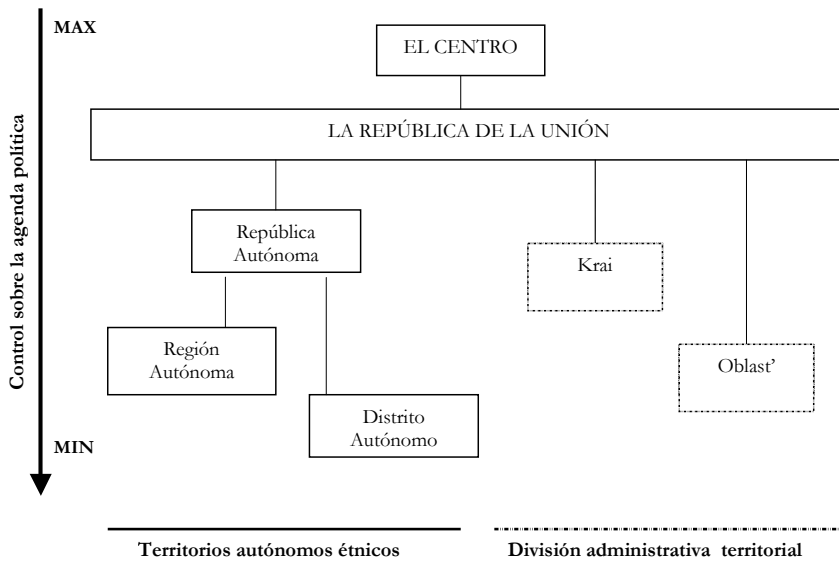 MAX
EL CENTRO
LA REPÚBLICA DE LA UNIÓN
Control sobre la agenda política
República
Autónoma
Krai
Región
Autónoma
Oblast’
Distrito
Autónomo
MIN
Territorios autónomos étnicos
División administrativa territorial